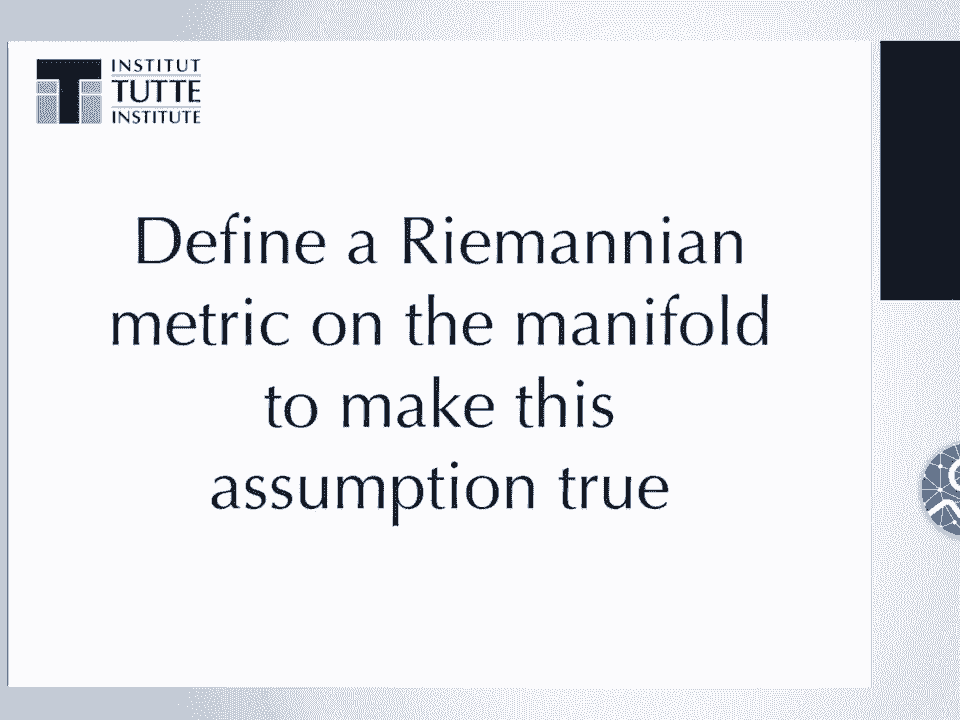 INSTITUT
TUTTE
INSTITUTE
Define a Riemannian
metric on the manifold
to make this
assumption true